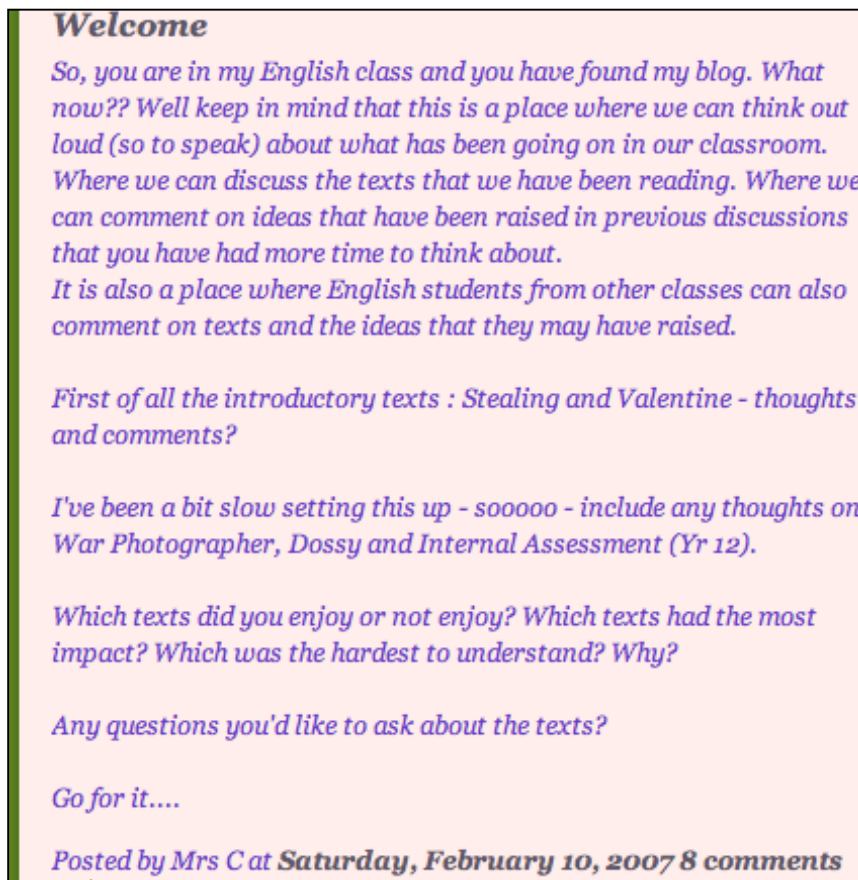 Welcome
So, you are in my English class and you have found my blog. What
now?? Well keep in mind that this is a place where we can think out
loud (so to speak) about what has been going on in our classroom.
Where we can discuss the texts that we have been reading. Where we
can comment on ideas that have been raised in previous discussions
that you have had more time to think about.
It is also a place where English students from other classes can also
comment on texts and the ideas that they may have raised.
First of all the introductory texts : Stealing and Valentine - thoughts
and comments?
I've been a bit slow setting this up - sooooo - include any thoughts on
War Photographer, Dossy and Internal Assessment (Yr 12).
Which texts did you enjoy or not enjoy? Which texts had the most
impact? Which was the hardest to understand? Why?
Any questions you'd like to ask about the texts?
Go for it....
Posted by Mrs C at Saturday, February 10, 2007 8 comments